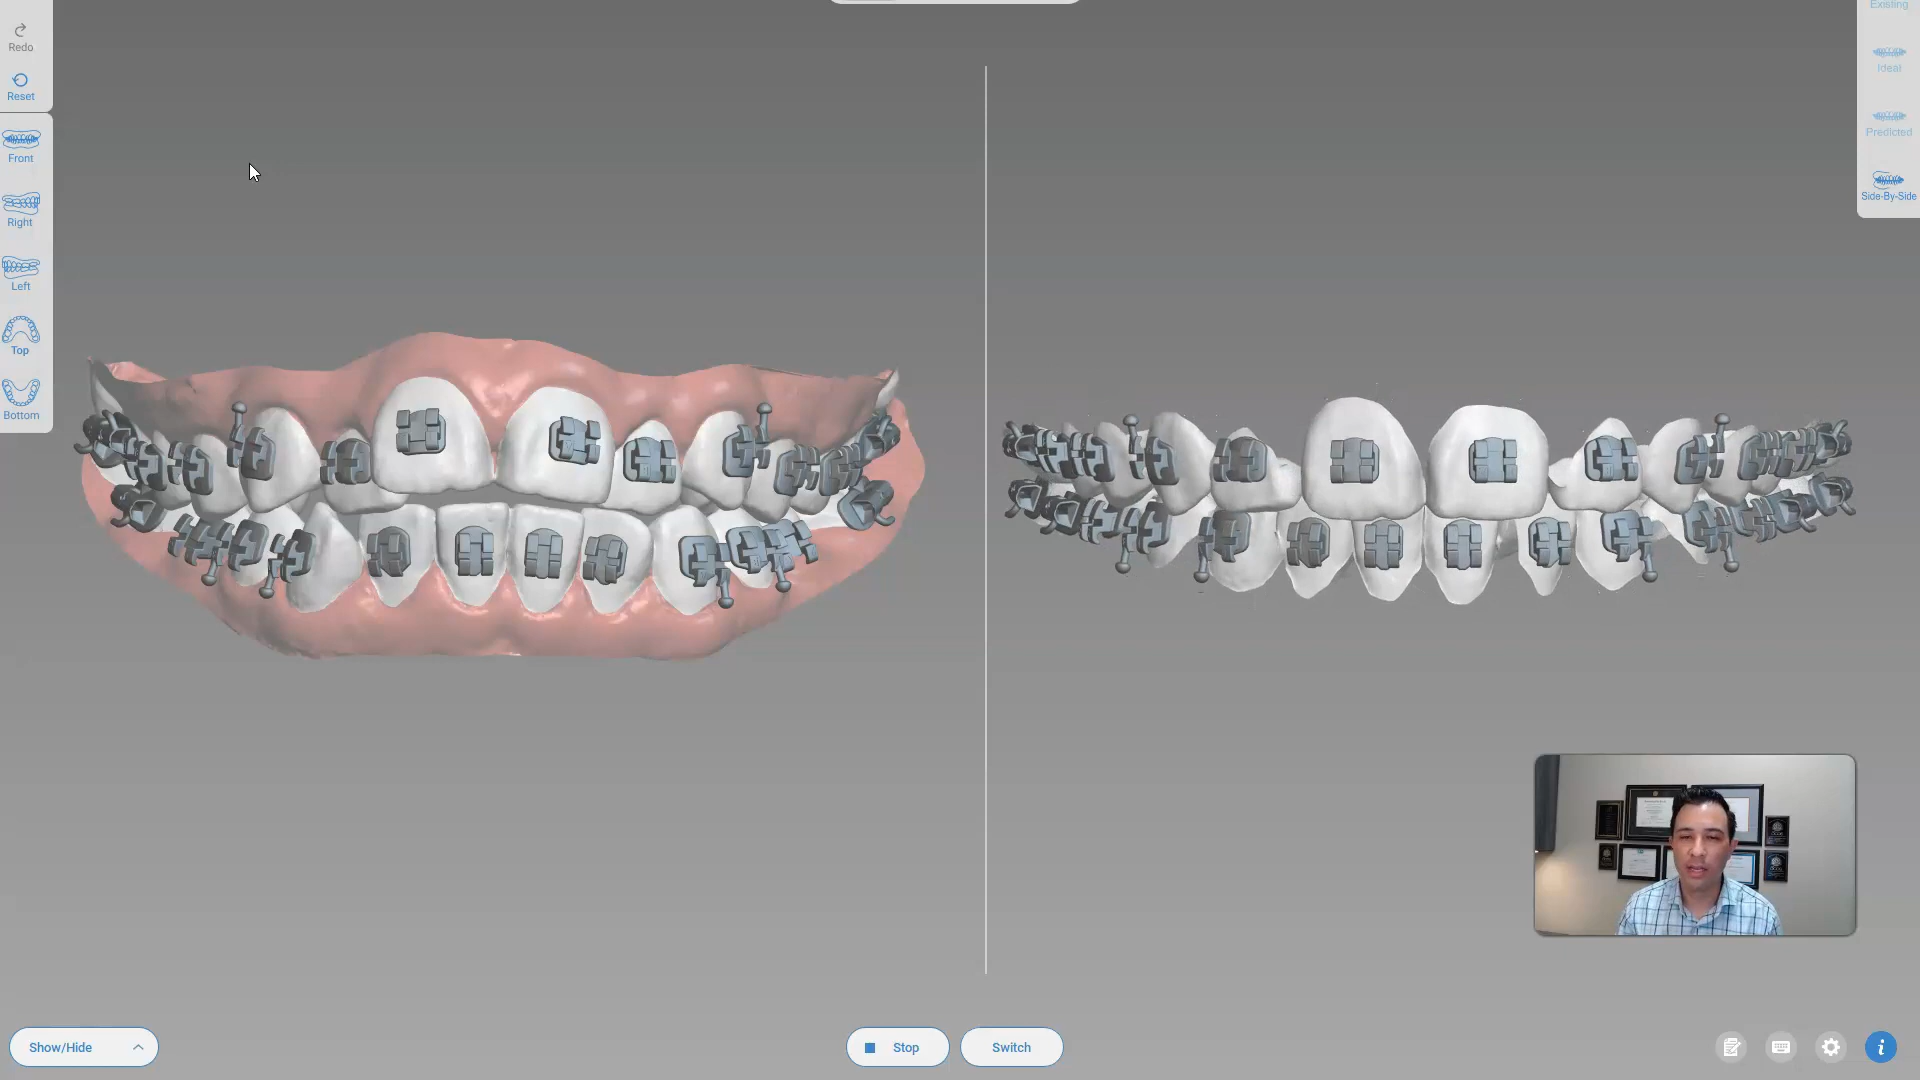 Redo
Reset
Front
Right
Left
Top
Bottom
Existing
Ideal
Predicted
Side-By-Side
Show/Hide
Stop
Switch